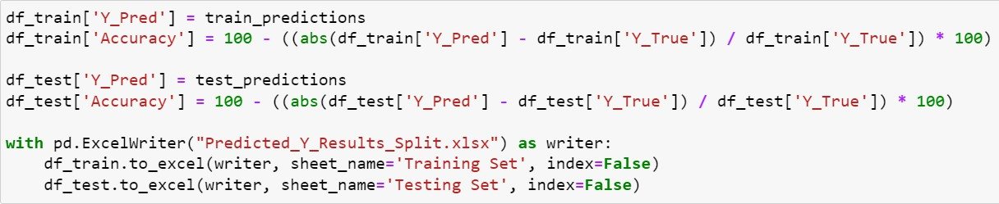 df_train['Y_Pred'] = train_predictions
df_train['Accuracy'] = 100 - ((abs(df_train['Y_Pred'] - df_train['Y_True']) / df_train['Y_True']) * 100)
df_test['Y_Pred'] = test_predictions
df_test['Accuracy'] = 100 - ((abs(df_test['Y_Pred'] - df_test['Y_True']) / df_test['Y_True']) * 100)
with pd.ExcelWriter("Predicted_Y_Results_Split.xlsx") as writer:
    df_train.to_excel(writer, sheet_name='Training Set', index=False)
    df_test.to_excel(writer, sheet_name='Testing Set', index=False)